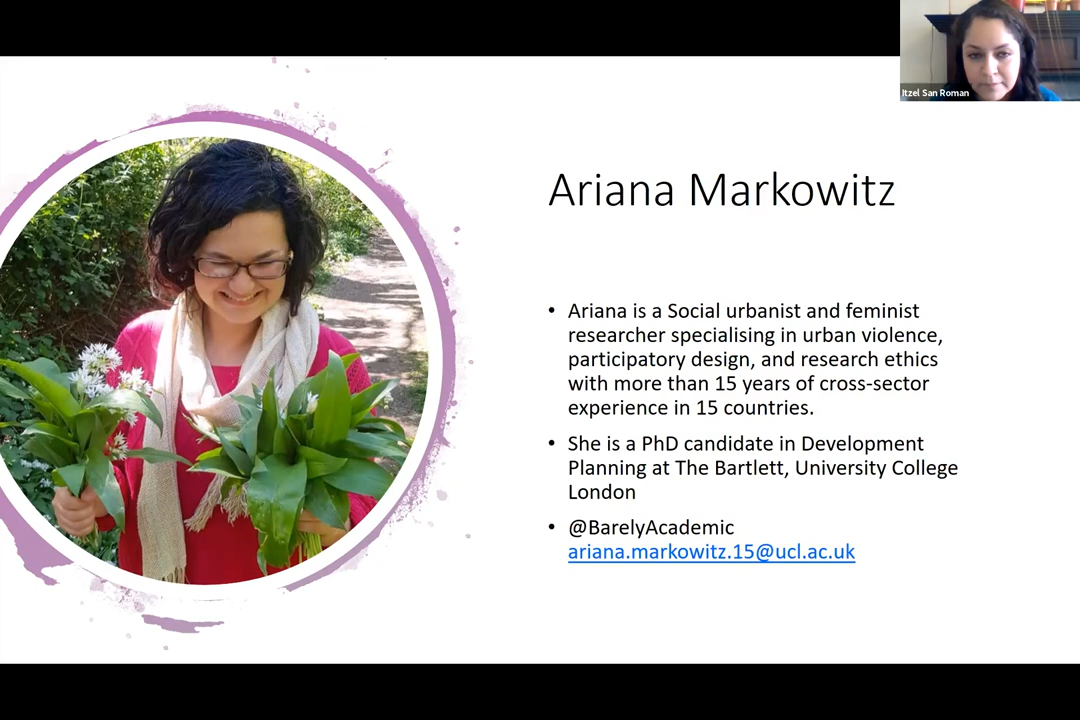 Itzel San Roman
Ariana Markowitz
• Ariana is a Social urbanist and feminist
researcher specialising in urban violence,
participatory design, and research ethics
with more than 15 years of cross-sector
experience in 15 countries.
• She is a PhD candidate in Development
Planning at The Bartlett, University College
London
• @BarelyAcademic
ariana.markowitz.15@ucl.ac.uk